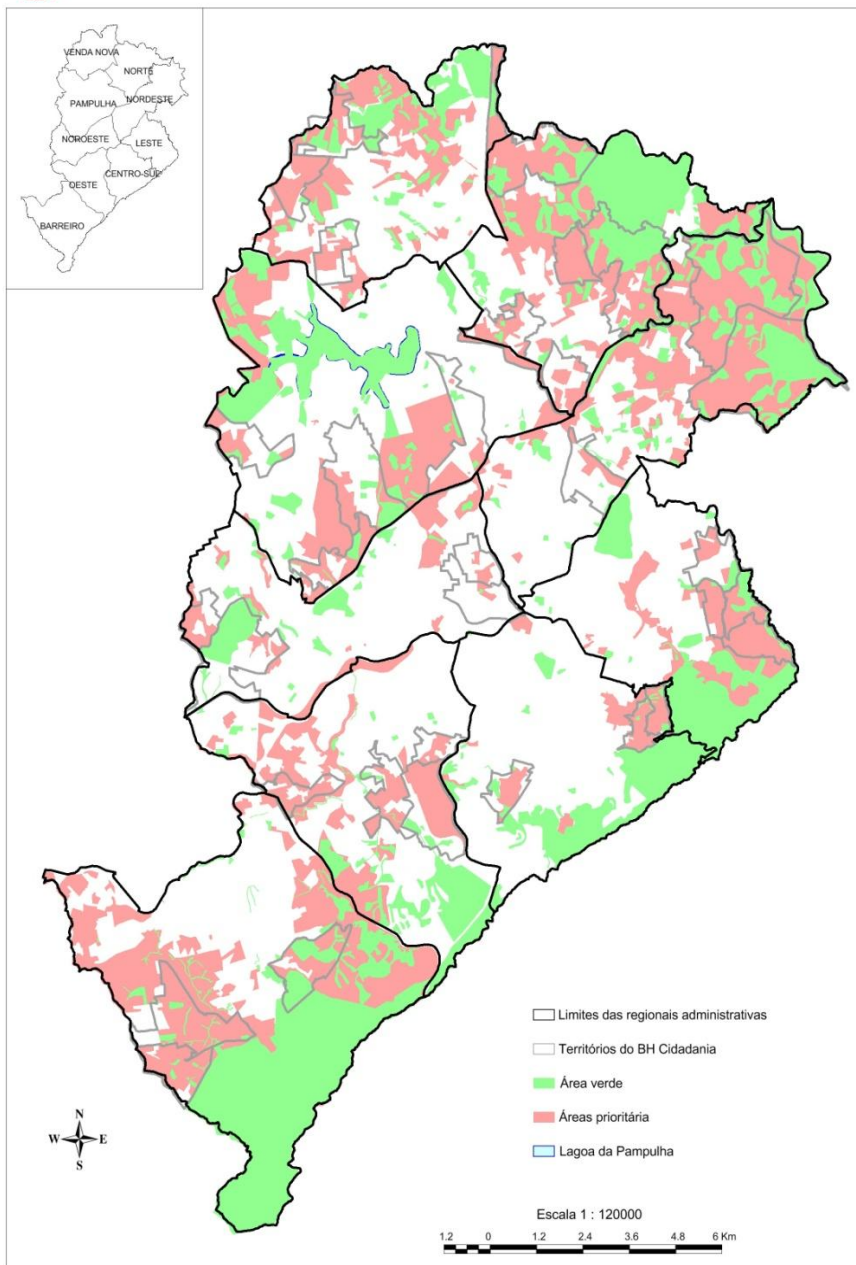 VENDA NOVA
NORTE
PAMPULHA
NORDESTE
NOROESTE
LESTE
OESTE
CENTRO-SUL
BARREIRO
Limites das regionais administrativas
Territórios do BH Cidadania
Área verde
Áreas prioritária
Lagoa da Pampulha
N
W E
S
Escala 1 : 120000
1.2 0 1.2 2.4 3.6 4.8 6 Km